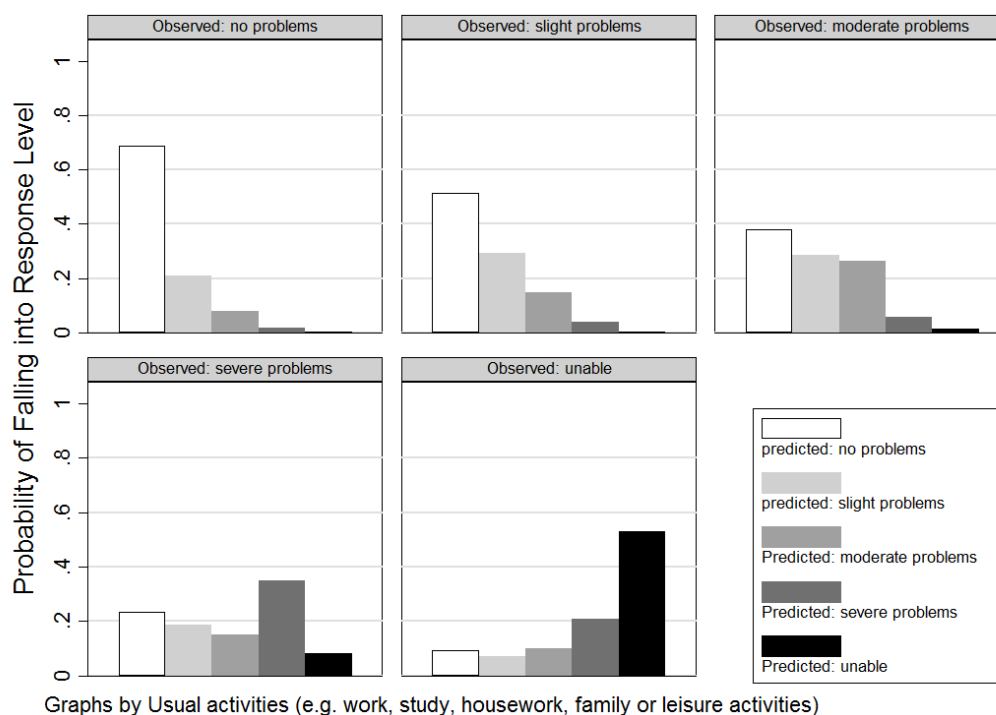 Observed: no problems
Observed: slight problems
Observed: moderate problems
Probability of Falling into Response Level
1
.8
.6
.4
.2
0
Observed: severe problems
Observed: unable
1
.8
.6
.4
.2
0
predicted: no problems
predicted: slight problems
Predicted: moderate problems
Predicted: severe problems
Predicted: unable
Graphs by Usual activities (e.g. work, study, housework, family or leisure activities)